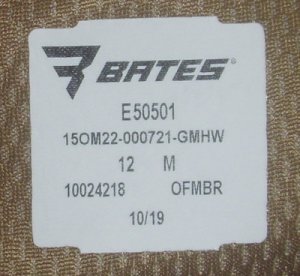 BATES®
E50501
15OM22-000721-GMHW
12 M
10024218 OFMBR
10/19